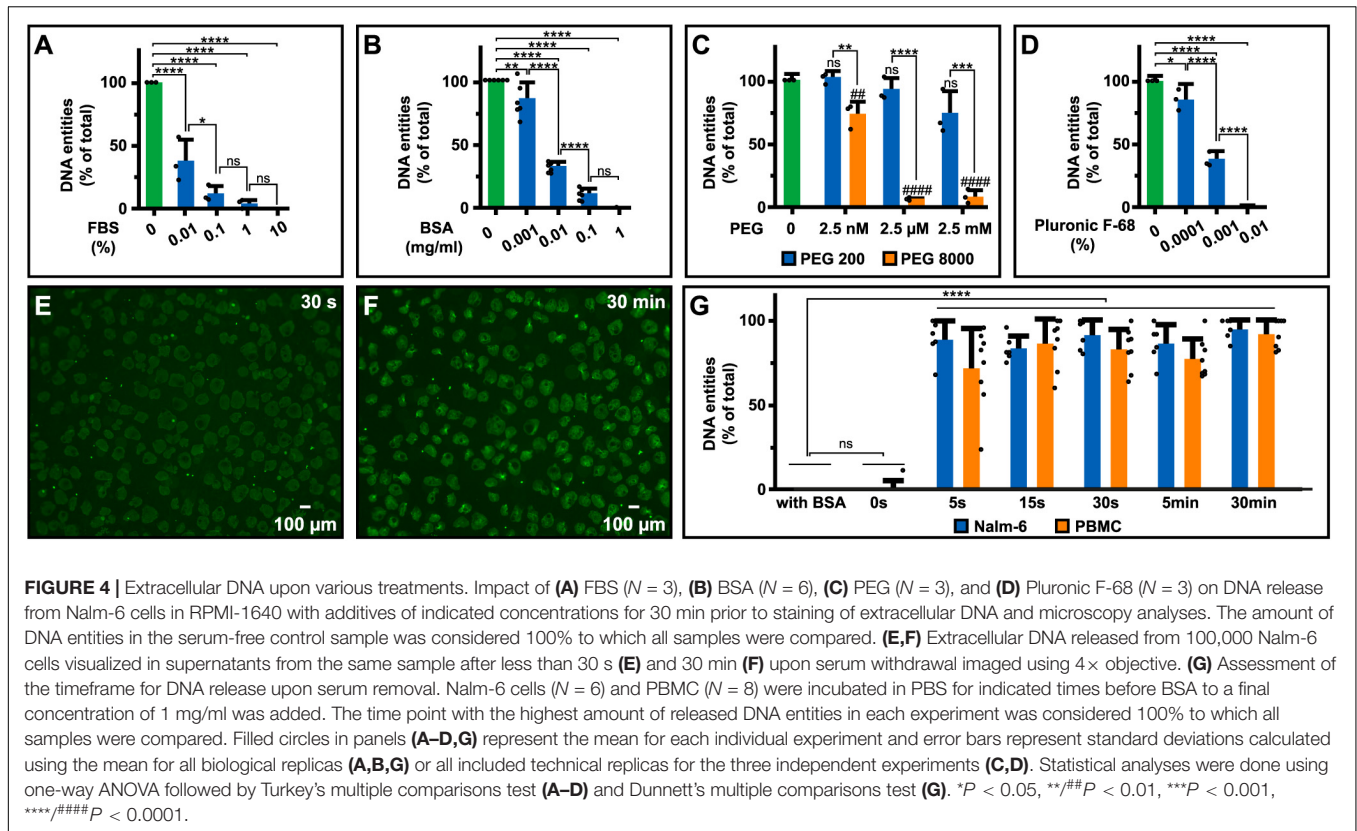 A
****
****
****
****
*
ns
ns
100
50
0
DNA entities
(% of total)
0
0.01
0.1
1
10
FBS
(%)
B
****
****
****
** ****
****
ns
100
50
0
DNA entities
(% of total)
0
0.001
0.01
0.1
1
BSA
(mg/ml)
C
**
ns
##
****
ns
####
***
ns
####
100
50
0
DNA entities
(% of total)
PEG
0
2.5 nM
2.5 µM
2.5 mM
PEG 200
PEG 8000
D
****
****
* ****
****
100
50
0
DNA entities
(% of total)
0
0.0001
0.001
0.01
Pluronic F-68
(%)
E
30 s
100 µm
F
30 min
100 µm
G
****
ns
100
50
0
DNA entities
(% of total)
with BSA
0s
5s
15s
30s
5min
30min
Nalm-6
PBMC
FIGURE 4 | Extracellular DNA upon various treatments. Impact of (A) FBS (N = 3), (B) BSA (N = 6), (C) PEG (N = 3), and (D) Pluronic F-68 (N = 3) on DNA release
from Nalm-6 cells in RPMI-1640 with additives of indicated concentrations for 30 min prior to staining of extracellular DNA and microscopy analyses. The amount of
DNA entities in the serum-free control sample was considered 100% to which all samples were compared. (E,F) Extracellular DNA released from 100,000 Nalm-6
cells visualized in supernatants from the same sample after less than 30 s (E) and 30 min (F) upon serum withdrawal imaged using 4× objective. (G) Assessment of
the timeframe for DNA release upon serum removal. Nalm-6 cells (N = 6) and PBMC (N = 8) were incubated in PBS for indicated times before BSA to a final
concentration of 1 mg/ml was added. The time point with the highest amount of released DNA entities in each experiment was considered 100% to which all
samples were compared. Filled circles in panels (A–D,G) represent the mean for each individual experiment and error bars represent standard deviations calculated
using the mean for all biological replicas (A,B,G) or all included technical replicas for the three independent experiments (C,D). Statistical analyses were done using
one-way ANOVA followed by Turkey's multiple comparisons test (A–D) and Dunnett's multiple comparisons test (G). *P < 0.05, **/##P < 0.01, ***P < 0.001,
****/####P < 0.0001.